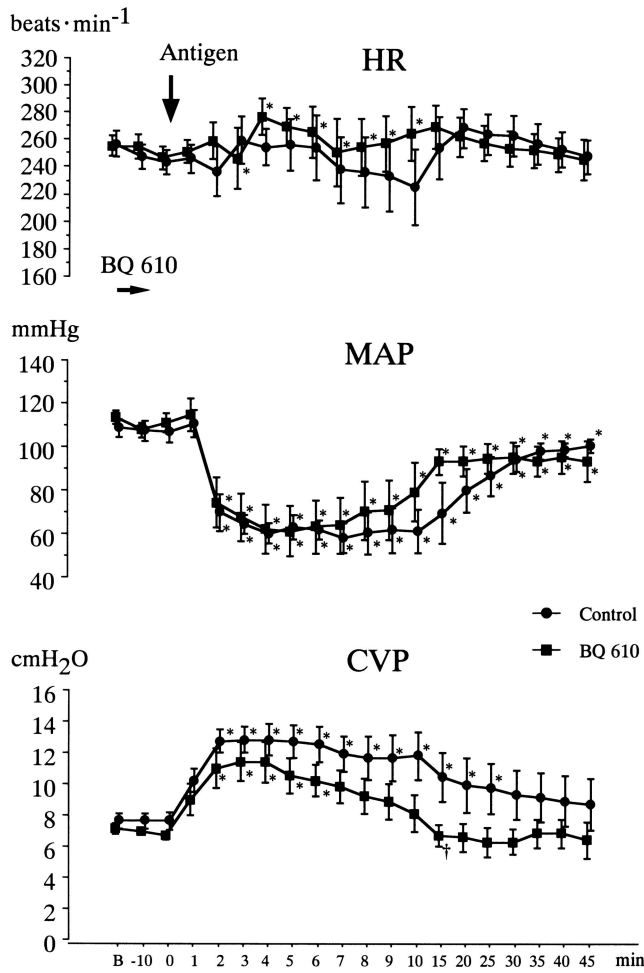 beats·min-1
Antigen
HR
320
300
280
260
240
220
200
180
160
* * * * * * * *
*
BQ 610
mmHg
MAP
140
120
100
80
60
40
* * * * * * * * * * * * * * *
* * * * * * * * * * * * * * *
Control
BQ 610
cmH2O
CVP
16
14
12
10
8
6
4
2
0
* * * * * * * * * * * *
* * * * *
†
B -10 0 1 2 3 4 5 6 7 8 9 10 15 20 25 30 35 40 45 min